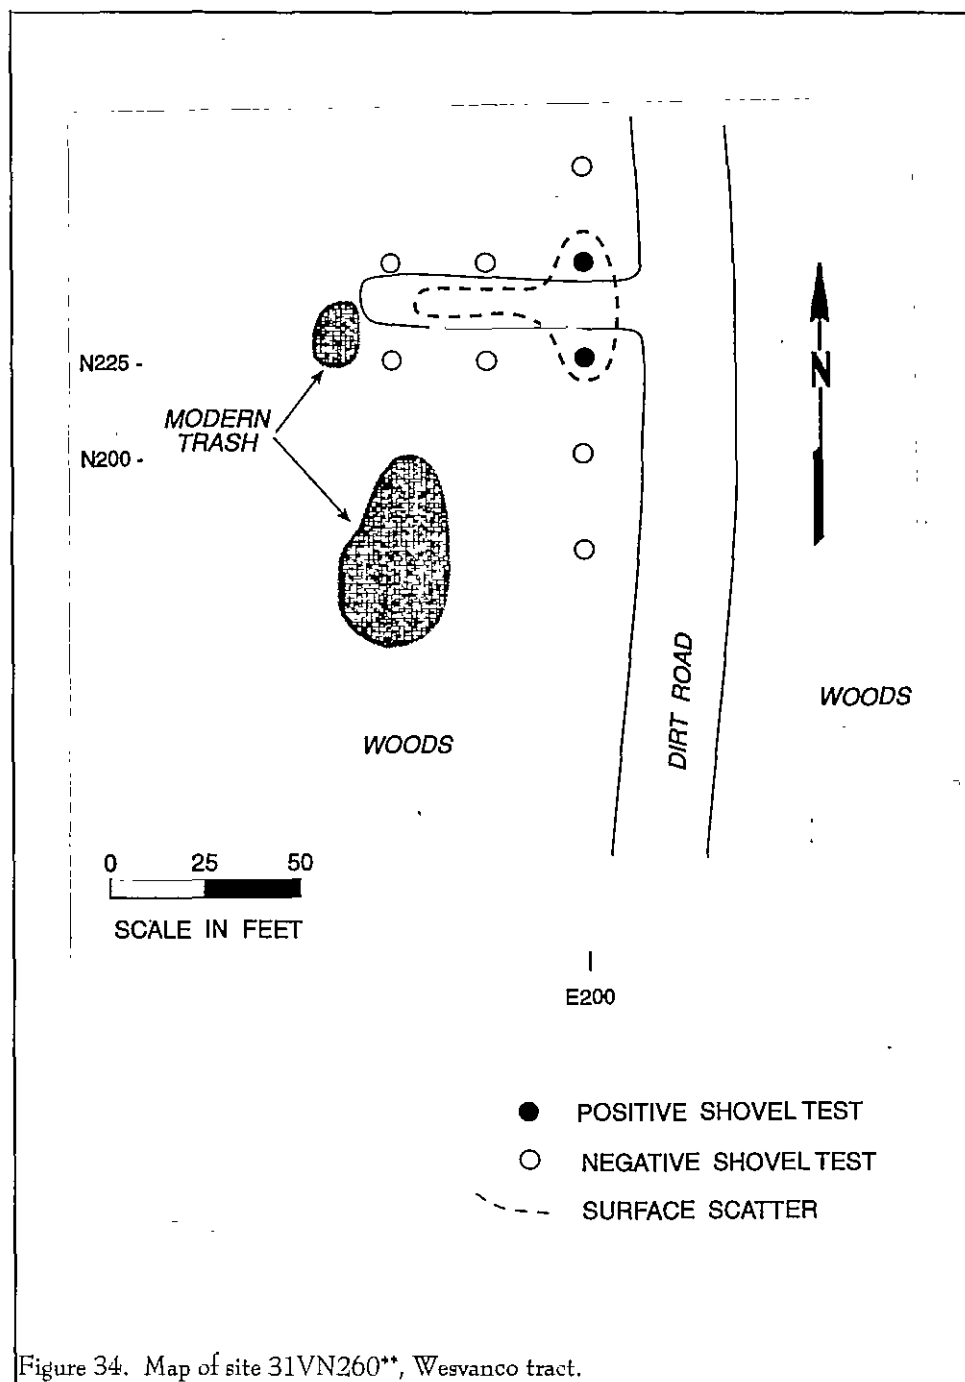 N225 -
MODERN
TRASH
N200 -
N
WOODS
DIRT ROAD
WOODS
0 25 50
SCALE IN FEET
E200
POSITIVE SHOVEL TEST
NEGATIVE SHOVEL TEST
SURFACE SCATTER
Figure 34. Map of site 31VN260**, Wesvanco tract.